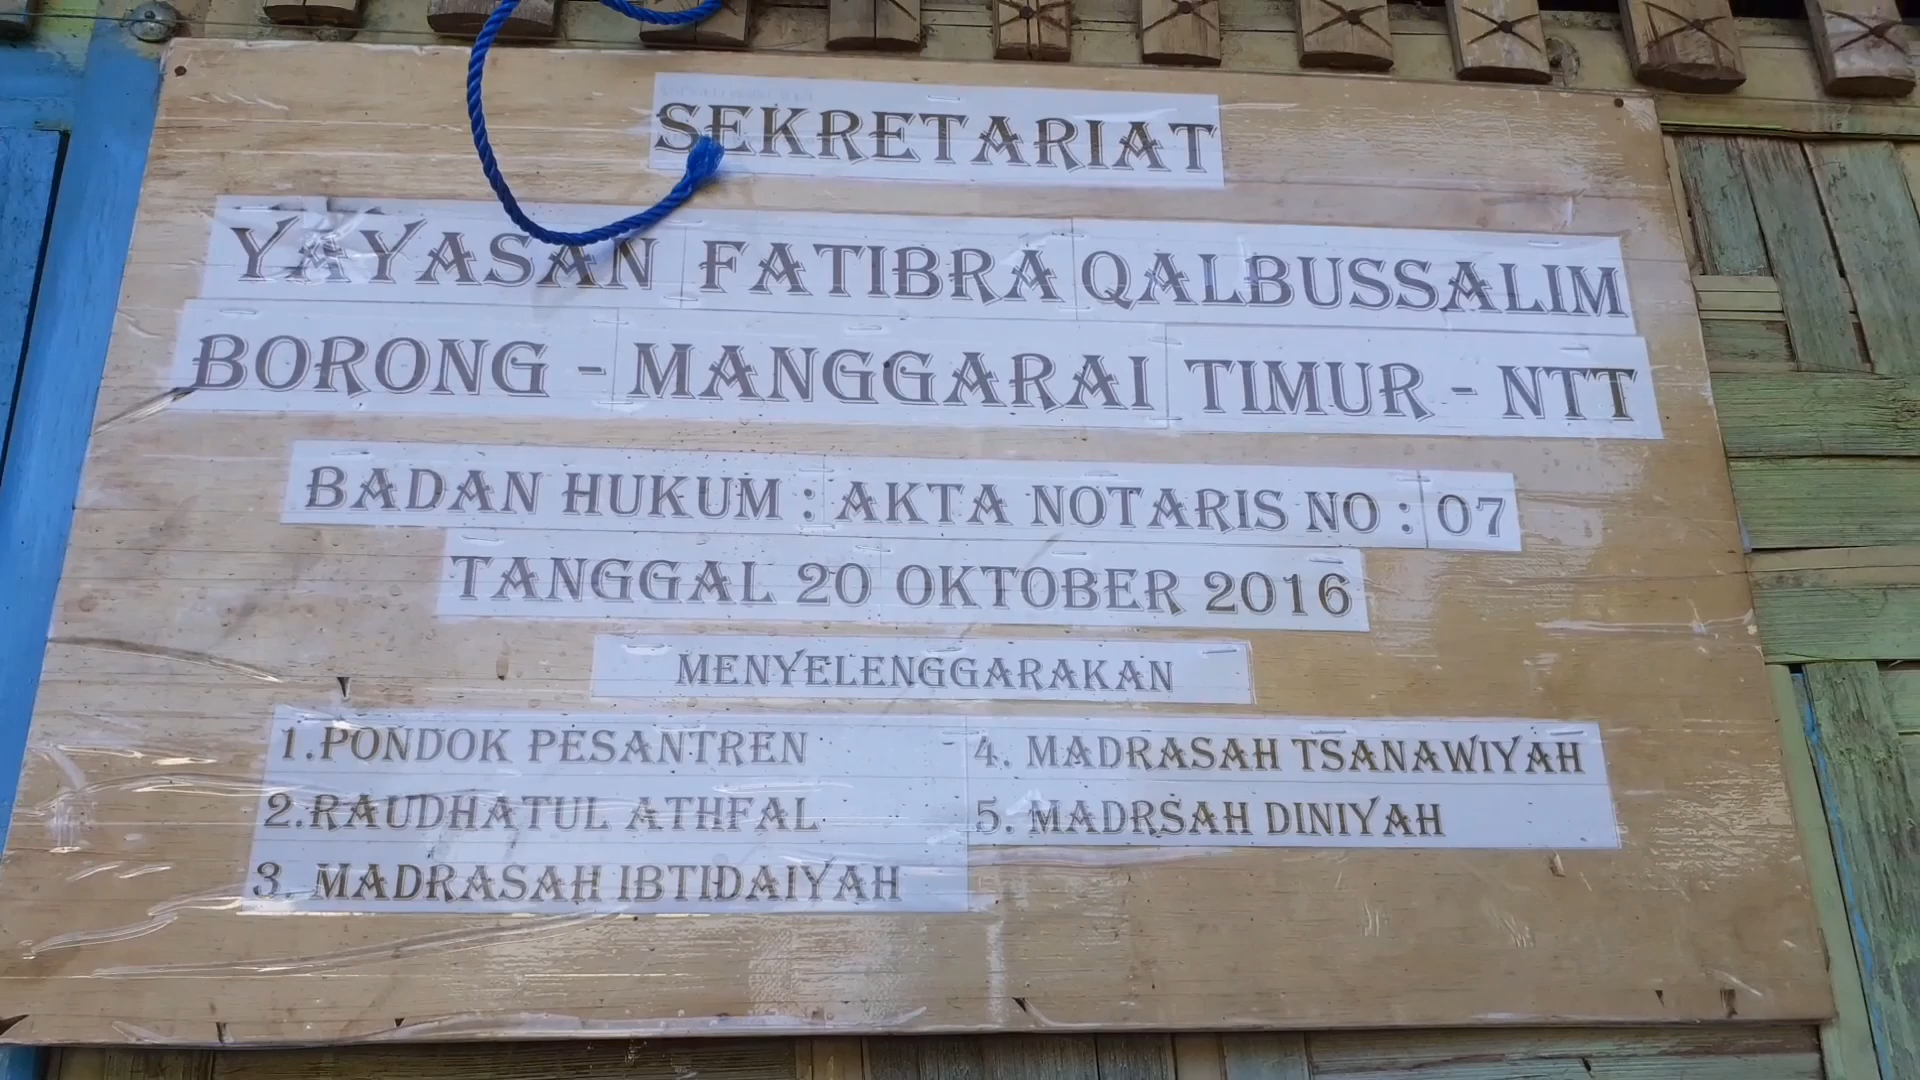 SEKRETARIAT
YAYASAN FATIBRA QALBUSSALIM
BORONG - MANGGARAI TIMUR - NTT
BADAN HUKUM : AKTA NOTARIS NO : 07
TANGGAL 20 OKTOBER 2016
MENYELENGGARAKAN
1.PONDOK PESANTREN
2.RAUDHATUL ATHFAL
3. MADRASAH IBTIDAIYAH
4. MADRASAH TSANAWIYAH
5. MADRSAH DINIYAH